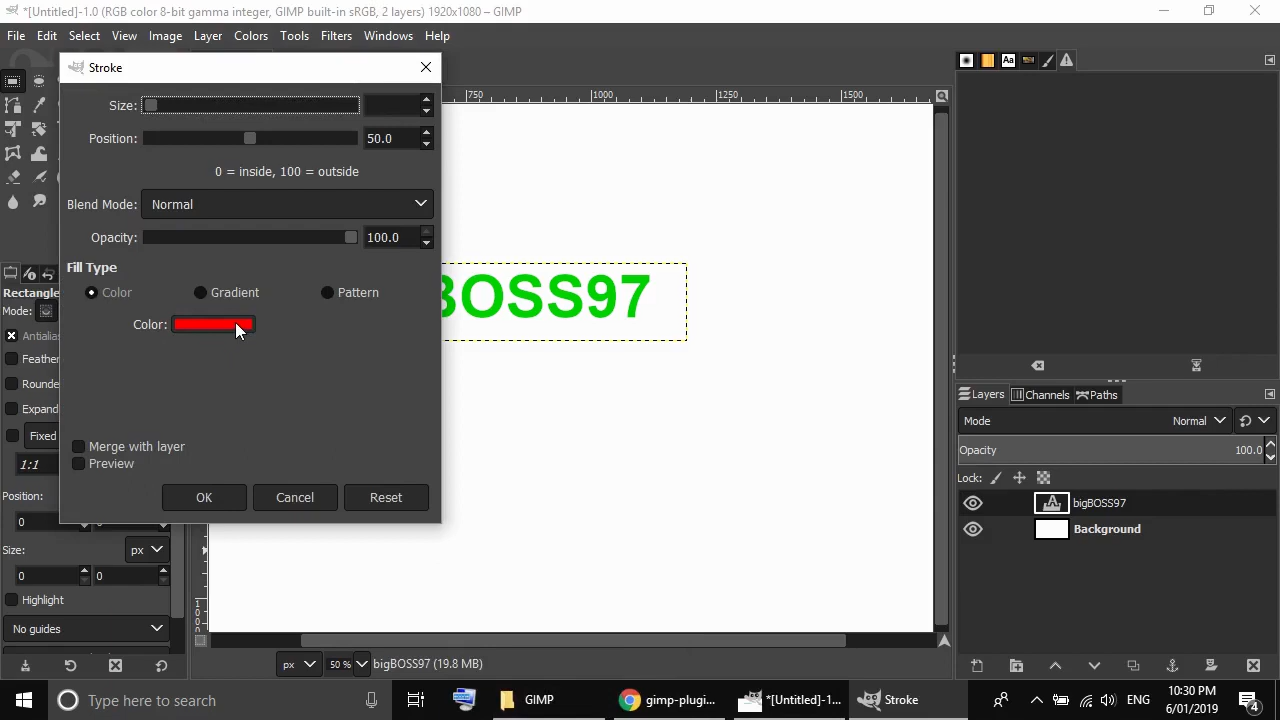 *[Untitled]-1.0 (RGB color 8-bit gamma integer, GIMP built-in sRGB, 2 layers) 1920x1080 – GIMP
File Edit Select View Image Layer Colors Tools Filters Windows Help
Stroke
750 1000 1250 1500
Size:
Position: 50.0
0 = inside, 100 = outside
Blend Mode: Normal
Opacity: 100.0
Fill Type
Color Gradient Pattern
Color:
Merge with layer
Preview
OK Cancel Reset
BOSS97
Rectangle
Mode:
Antialias
Feather
Rounde
Expand
Fixed
1:1
Position:
0
Size: px
0 0
Highlight
No guides
px 50 % bigBOSS97 (19.8 MB)
Layers Channels Paths
Mode Normal
Opacity 100.0
Lock:
bigBOSS97
Background
Type here to search
GIMP
gimp-plugi...
*[Untitled]-1...
Stroke
ENG
10:30 PM
6/01/2019
4